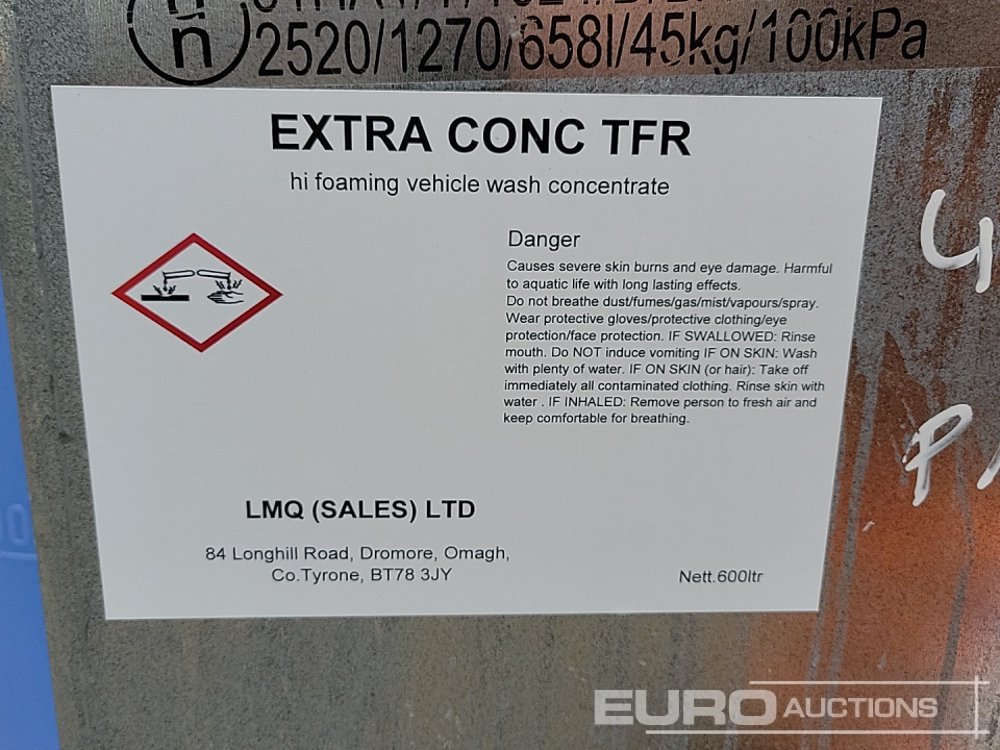 n
2520/1270/658l/45kg/100kPa
EXTRA CONC TFR
hi foaming vehicle wash concentrate
Danger
Causes severe skin burns and eye damage. Harmful
to aquatic life with long lasting effects.
Do not breathe dust/fumes/gas/mist/vapours/spray.
Wear protective gloves/protective clothing/eye
protection/face protection. IF SWALLOWED: Rinse
mouth. Do NOT induce vomiting IF ON SKIN: Wash
with plenty of water. IF ON SKIN (or hair): Take off
immediately all contaminated clothing. Rinse skin with
water . IF INHALED: Remove person to fresh air and
keep comfortable for breathing.
LMQ (SALES) LTD
84 Longhill Road, Dromore, Omagh,
Co.Tyrone, BT78 3JY
Nett.600ltr
4
P
EURO AUCTIONS